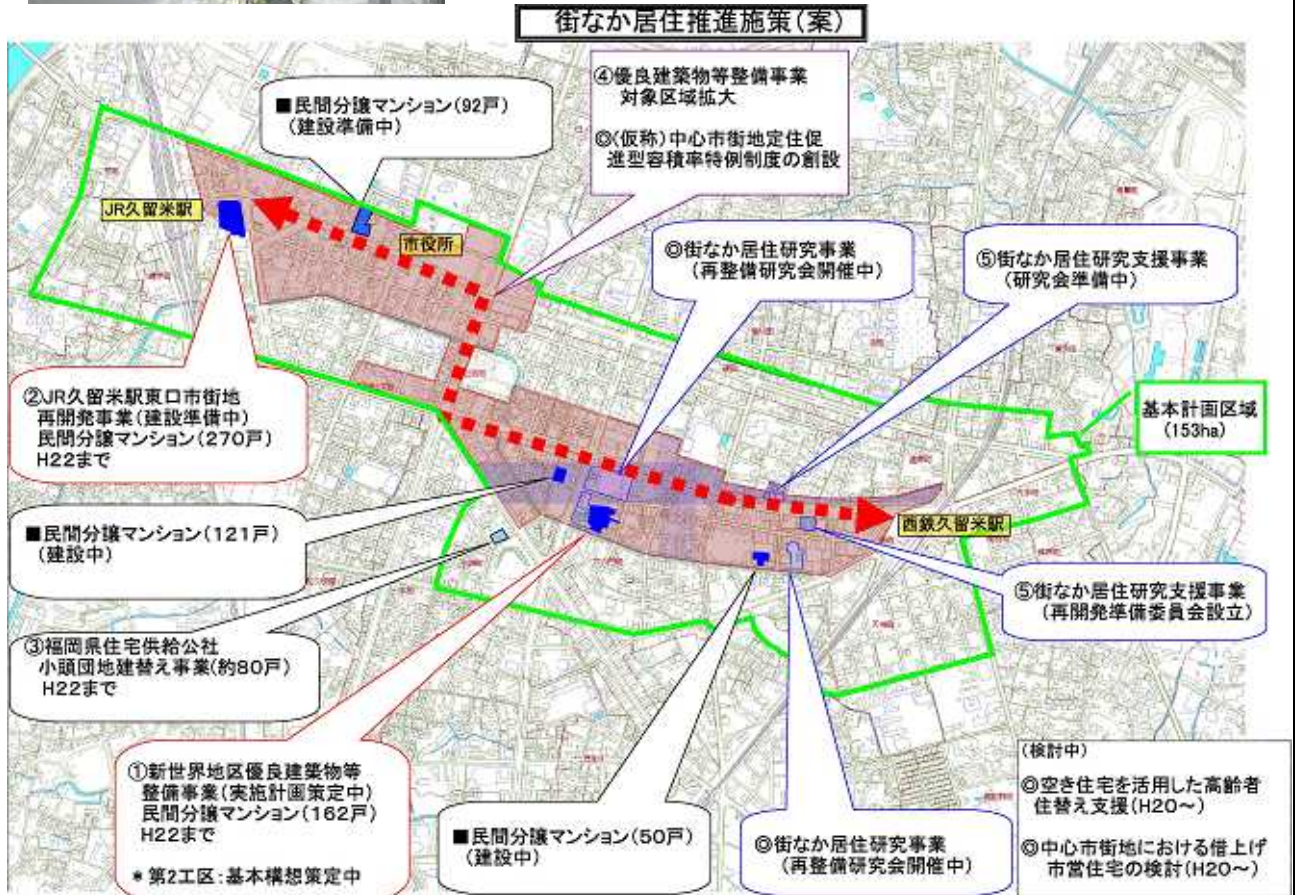 街なか居住推進施策(案)
④優良建築物等整備事業
対象区域拡大
◎(仮称)中心市街地定住促
進型容積率特例制度の創設
■民間分譲マンション(92戸)
(建設準備中)
JR久留米駅
市役所
◎街なか居住研究事業
(再整備研究会開催中)
⑤街なか居住研究支援事業
(研究会準備中)
②JR久留米駅東口市街地
再開発事業(建設準備中)
民間分譲マンション(270戸)
H22まで
基本計画区域
(153ha)
■民間分譲マンション(121戸)
(建設中)
西鉄久留米駅
⑤街なか居住研究支援事業
(再開発準備委員会設立)
③福岡県住宅供給公社
小頭団地建替え事業(約80戸)
H22まで
①新世界地区優良建築物等
整備事業(実施計画策定中)
民間分譲マンション(162戸)
H22まで
*第2工区:基本構想策定中
■民間分譲マンション(50戸)
(建設中)
◎街なか居住研究事業
(再整備研究会開催中)
(検討中)
◎空き住宅を活用した高齢者
住替え支援(H20~)
◎中心市街地における借上げ
市営住宅の検討(H20~)